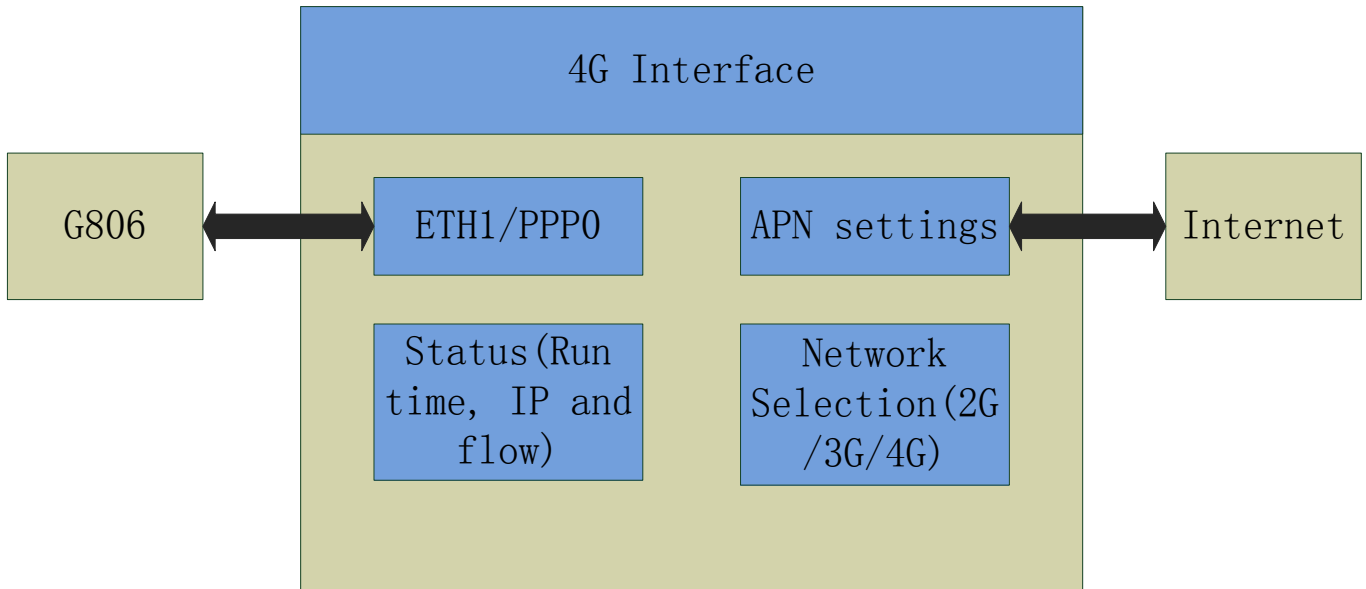 4G Interface
G806
ETH1/PPP0
APN settings
Internet
Status(Run
time, IP and
flow)
Network
Selection(2G
/3G/4G)